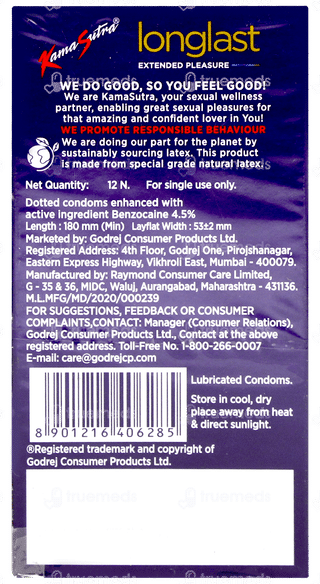 KamaSutra®
longlast
EXTENDED PLEASURE
WE DO GOOD, SO YOU FEEL GOOD!
We are KamaSutra, your sexual wellness
partner, enabling great sexual pleasures for
that amazing and confident lover in You!
WE PROMOTE RESPONSIBLE BEHAVIOUR
We are doing our part for the planet by
sustainably sourcing latex. This product
is made from special grade natural latex.
Net Quantity: 12 N. For single use only.
Dotted condoms enhanced with
active ingredient Benzocaine 4.5%
Length : 180 mm (Min) Layflat Width : 53±2 mm
Marketed by: Godrej Consumer Products Ltd.
Registered Address: 4th Floor, Godrej One, Pirojshanagar,
Eastern Express Highway, Vikhroli East, Mumbai - 400079.
Manufactured by: Raymond Consumer Care Limited,
G - 35 & 36, MIDC, Waluj, Aurangabad, Maharashtra - 431136.
M.L.MFG/MD/2020/000239
FOR SUGGESTIONS, FEEDBACK OR CONSUMER
COMPLAINTS,CONTACT: Manager (Consumer Relations),
Godrej Consumer Products Ltd., Contact at the above
registered address. Toll-Free No. 1-800-266-0007
E-mail: care@godrejcp.com
Lubricated Condoms.
Store in cool, dry
place away from heat
& direct sunlight.
8 901216 406285
®Registered trademark and copyright of
Godrej Consumer Products Ltd.
truemeds